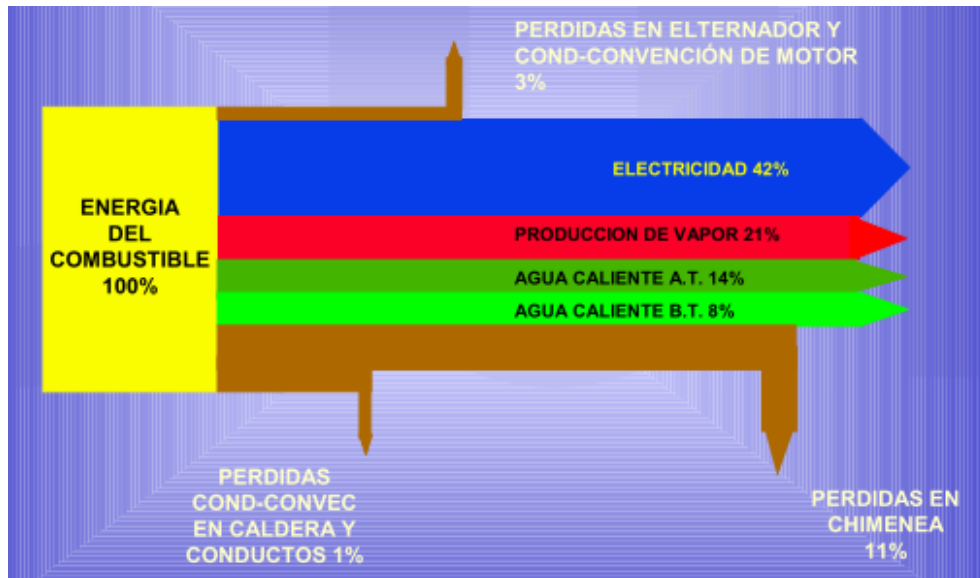 PERDIDAS EN ELTERNADOR Y
COND-CONVENCIÓN DE MOTOR
3%
ELECTRICIDAD 42%
ENERGIA
DEL
COMBUSTIBLE
100%
PRODUCCION DE VAPOR 21%
AGUA CALIENTE A.T. 14%
AGUA CALIENTE B.T. 8%
PERDIDAS
COND-CONVEC
EN CALDERA Y
CONDUCTOS 1%
PERDIDAS EN
CHIMENEA
11%